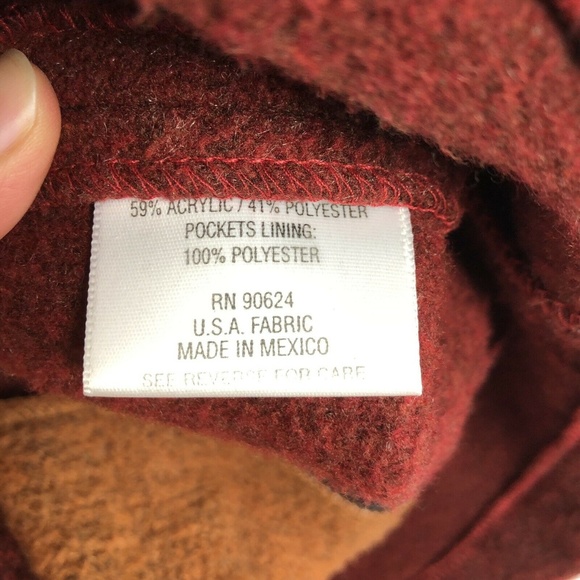 59% ACRYLIC / 41% POLYESTER
POCKETS LINING:
100% POLYESTER
RN 90624
U.S.A. FABRIC
MADE IN MEXICO
SEE REVERSE FOR CARE